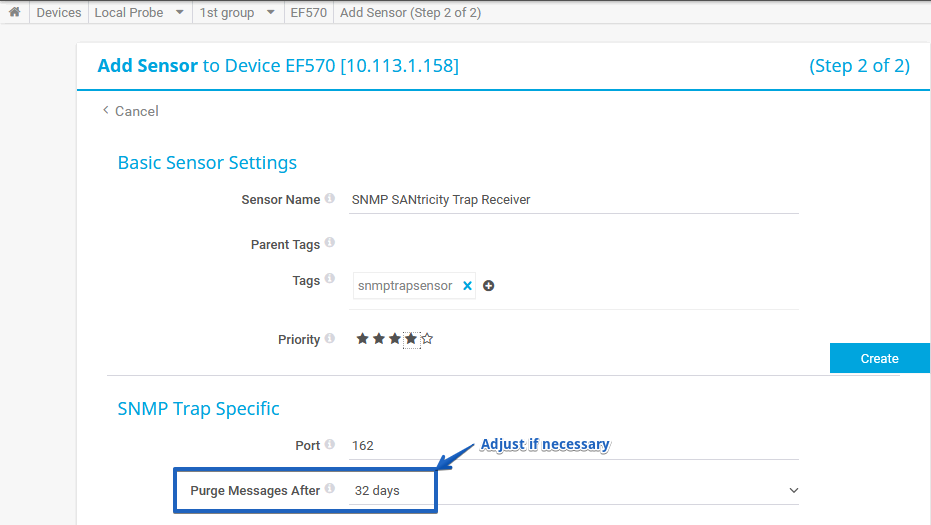 Devices Local Probe 1st group EF570 Add Sensor (Step 2 of 2)
Add Sensor to Device EF570 [10.113.1.158] (Step 2 of 2)
Cancel
Basic Sensor Settings
Sensor Name SNMP SANtricity Trap Receiver
Parent Tags
Tags snmptrapsensor
Priority
Create
SNMP Trap Specific
Port 162 Adjust if necessary
Purge Messages After 32 days